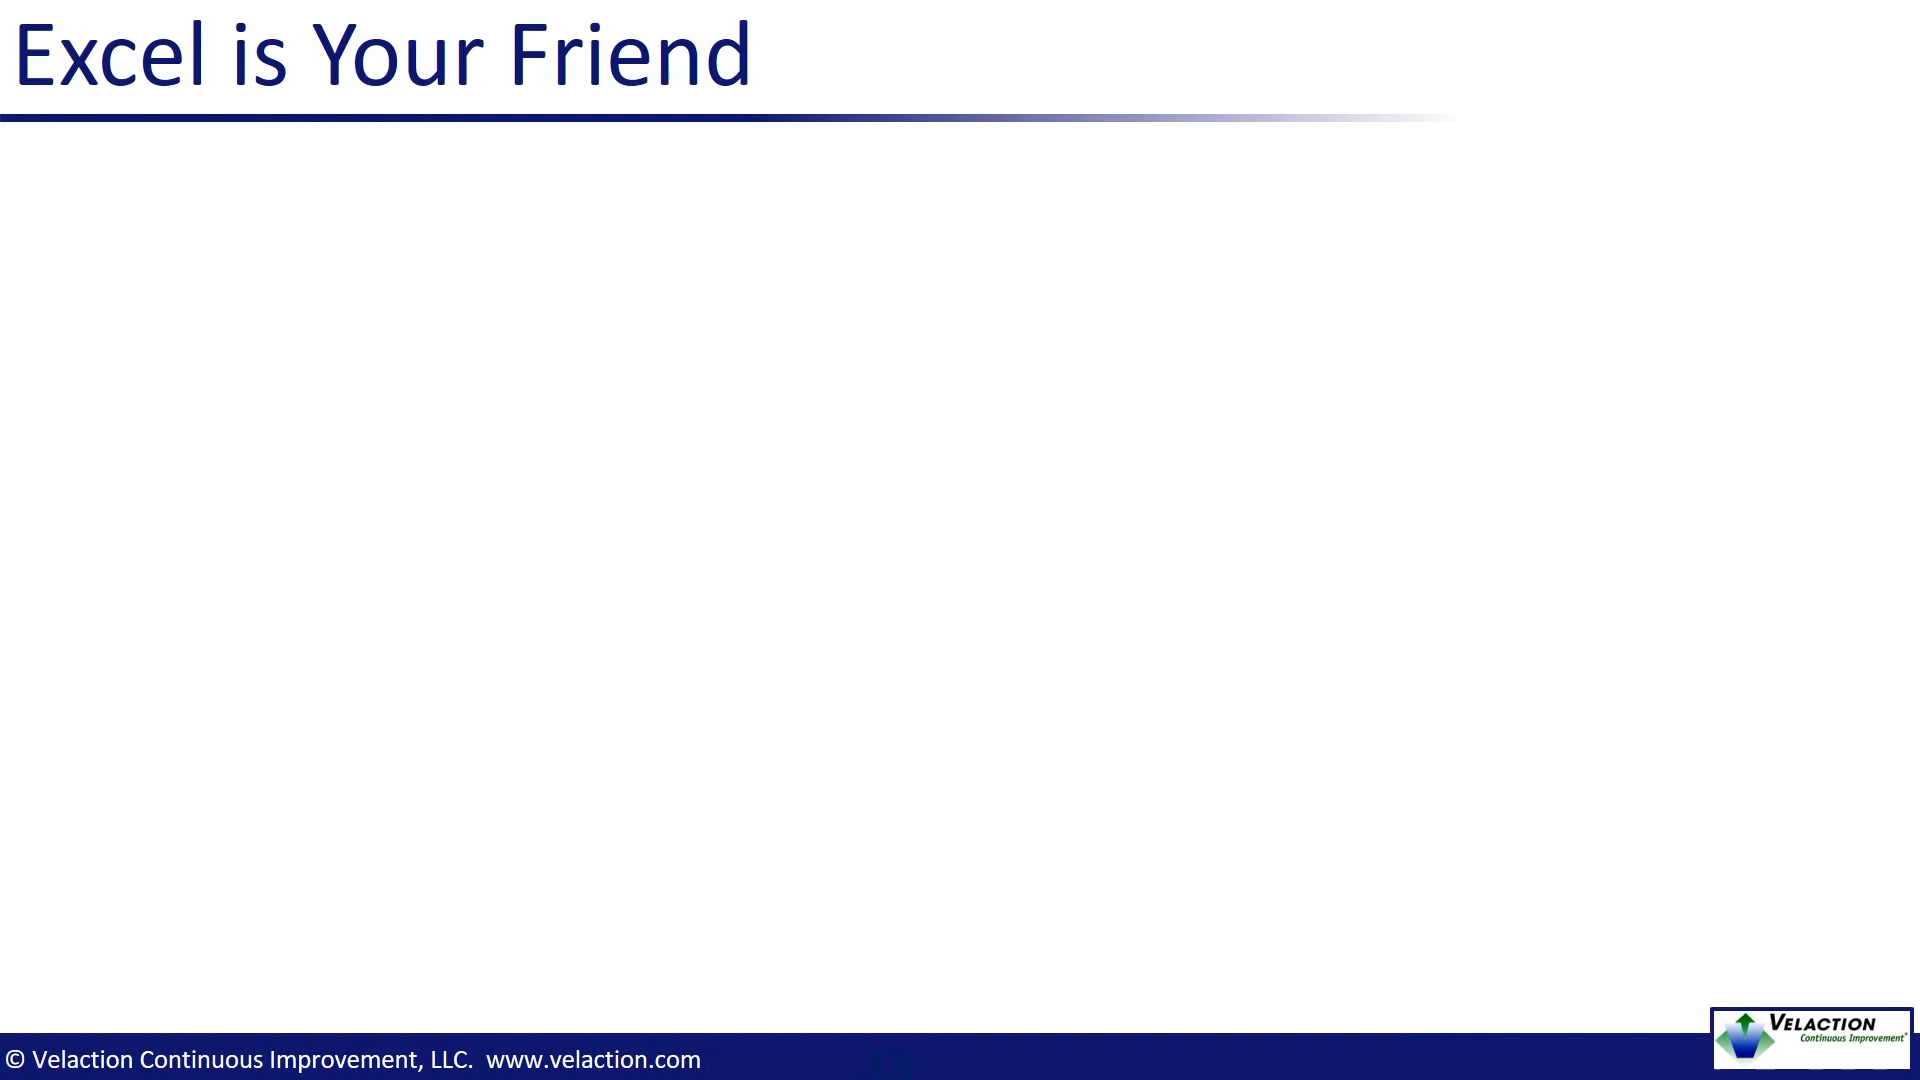 Excel is Your Friend
© Velaction Continuous Improvement, LLC.  www.velaction.com
VELACTION
Continuous Improvement